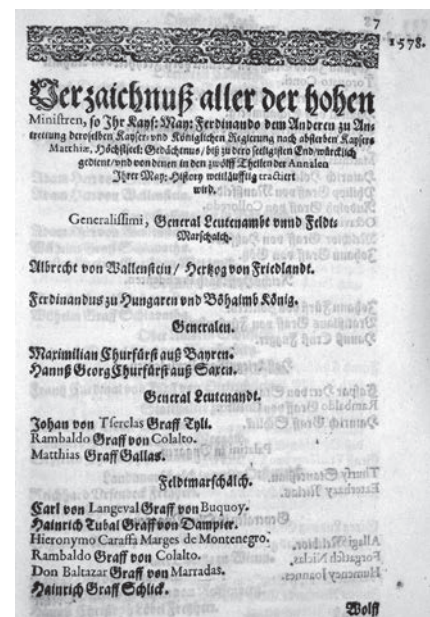 7
1578.
Verzaichnuß aller der hohen
Ministren, so Ihr Kays: May: Ferdinando dem Anderen zu An-
trettung deroselben Kayser- vnd Königlichen Regierung nach absterben Kaysers
Matthiæ, Höchstseel: Gedächtnus / biß zu dero seeligisten End / würcklich
gedient / vnd von denen in den zwölff Theilen der Annalen
Ihrer May: History weitläufftig tractiert
wird.
Generalissimi, General Leutenambt vnnd Feldt-
Marschalch.
Albrecht von Wallenstein / Hertzog von Friedlandt.
Ferdinandus zu Hungaren vnd Böhaimb König.
Generalen.
Maximilian Churfürst auß Bayren.
Hannß Georg Churfürst auß Saxen.
General Leutenandt.
Johan von Tserclas Graff Tyli.
Rambaldo Graff von Colalto.
Matthias Graff Gallas.
Feldtmarschälch.
Carl von Langeval Graff von Buquoy.
Hainrich Tubal Graff von Dampier.
Hieronymo Caraffa Marges de Montenegro.
Rambaldo Graff von Colalto.
Don Baltazar Graff von Marradas.
Hainrich Graff Schlick.
Wolff